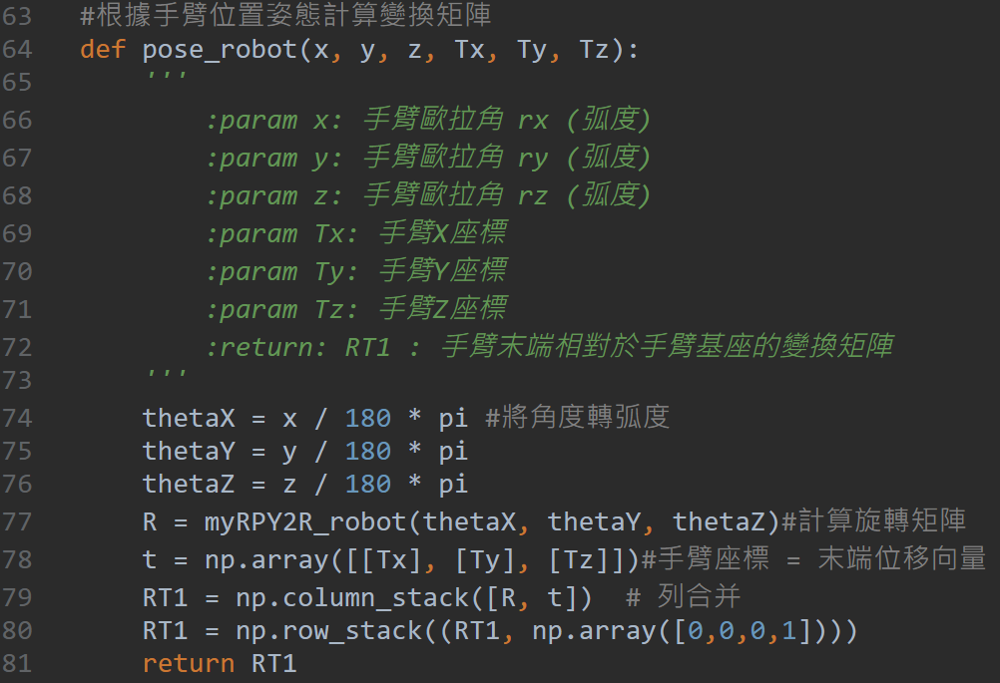 63 #根據手臂位置姿態計算變換矩陣
64 def pose_robot(x, y, z, Tx, Ty, Tz):
65 '''
66 :param x: 手臂歐拉角 rx (弧度)
67 :param y: 手臂歐拉角 ry (弧度)
68 :param z: 手臂歐拉角 rz (弧度)
69 :param Tx: 手臂X座標
70 :param Ty: 手臂Y座標
71 :param Tz: 手臂Z座標
72 :return: RT1 : 手臂末端相對於手臂基座的變換矩陣
73 '''
74 thetaX = x / 180 * pi #將角度轉弧度
75 thetaY = y / 180 * pi
76 thetaZ = z / 180 * pi
77 R = myRPY2R_robot(thetaX, thetaY, thetaZ)#計算旋轉矩陣
78 t = np.array([[Tx], [Ty], [Tz]])#手臂座標 = 末端位移向量
79 RT1 = np.column_stack([R, t]) # 列合并
80 RT1 = np.row_stack((RT1, np.array([0,0,0,1])))
81 return RT1